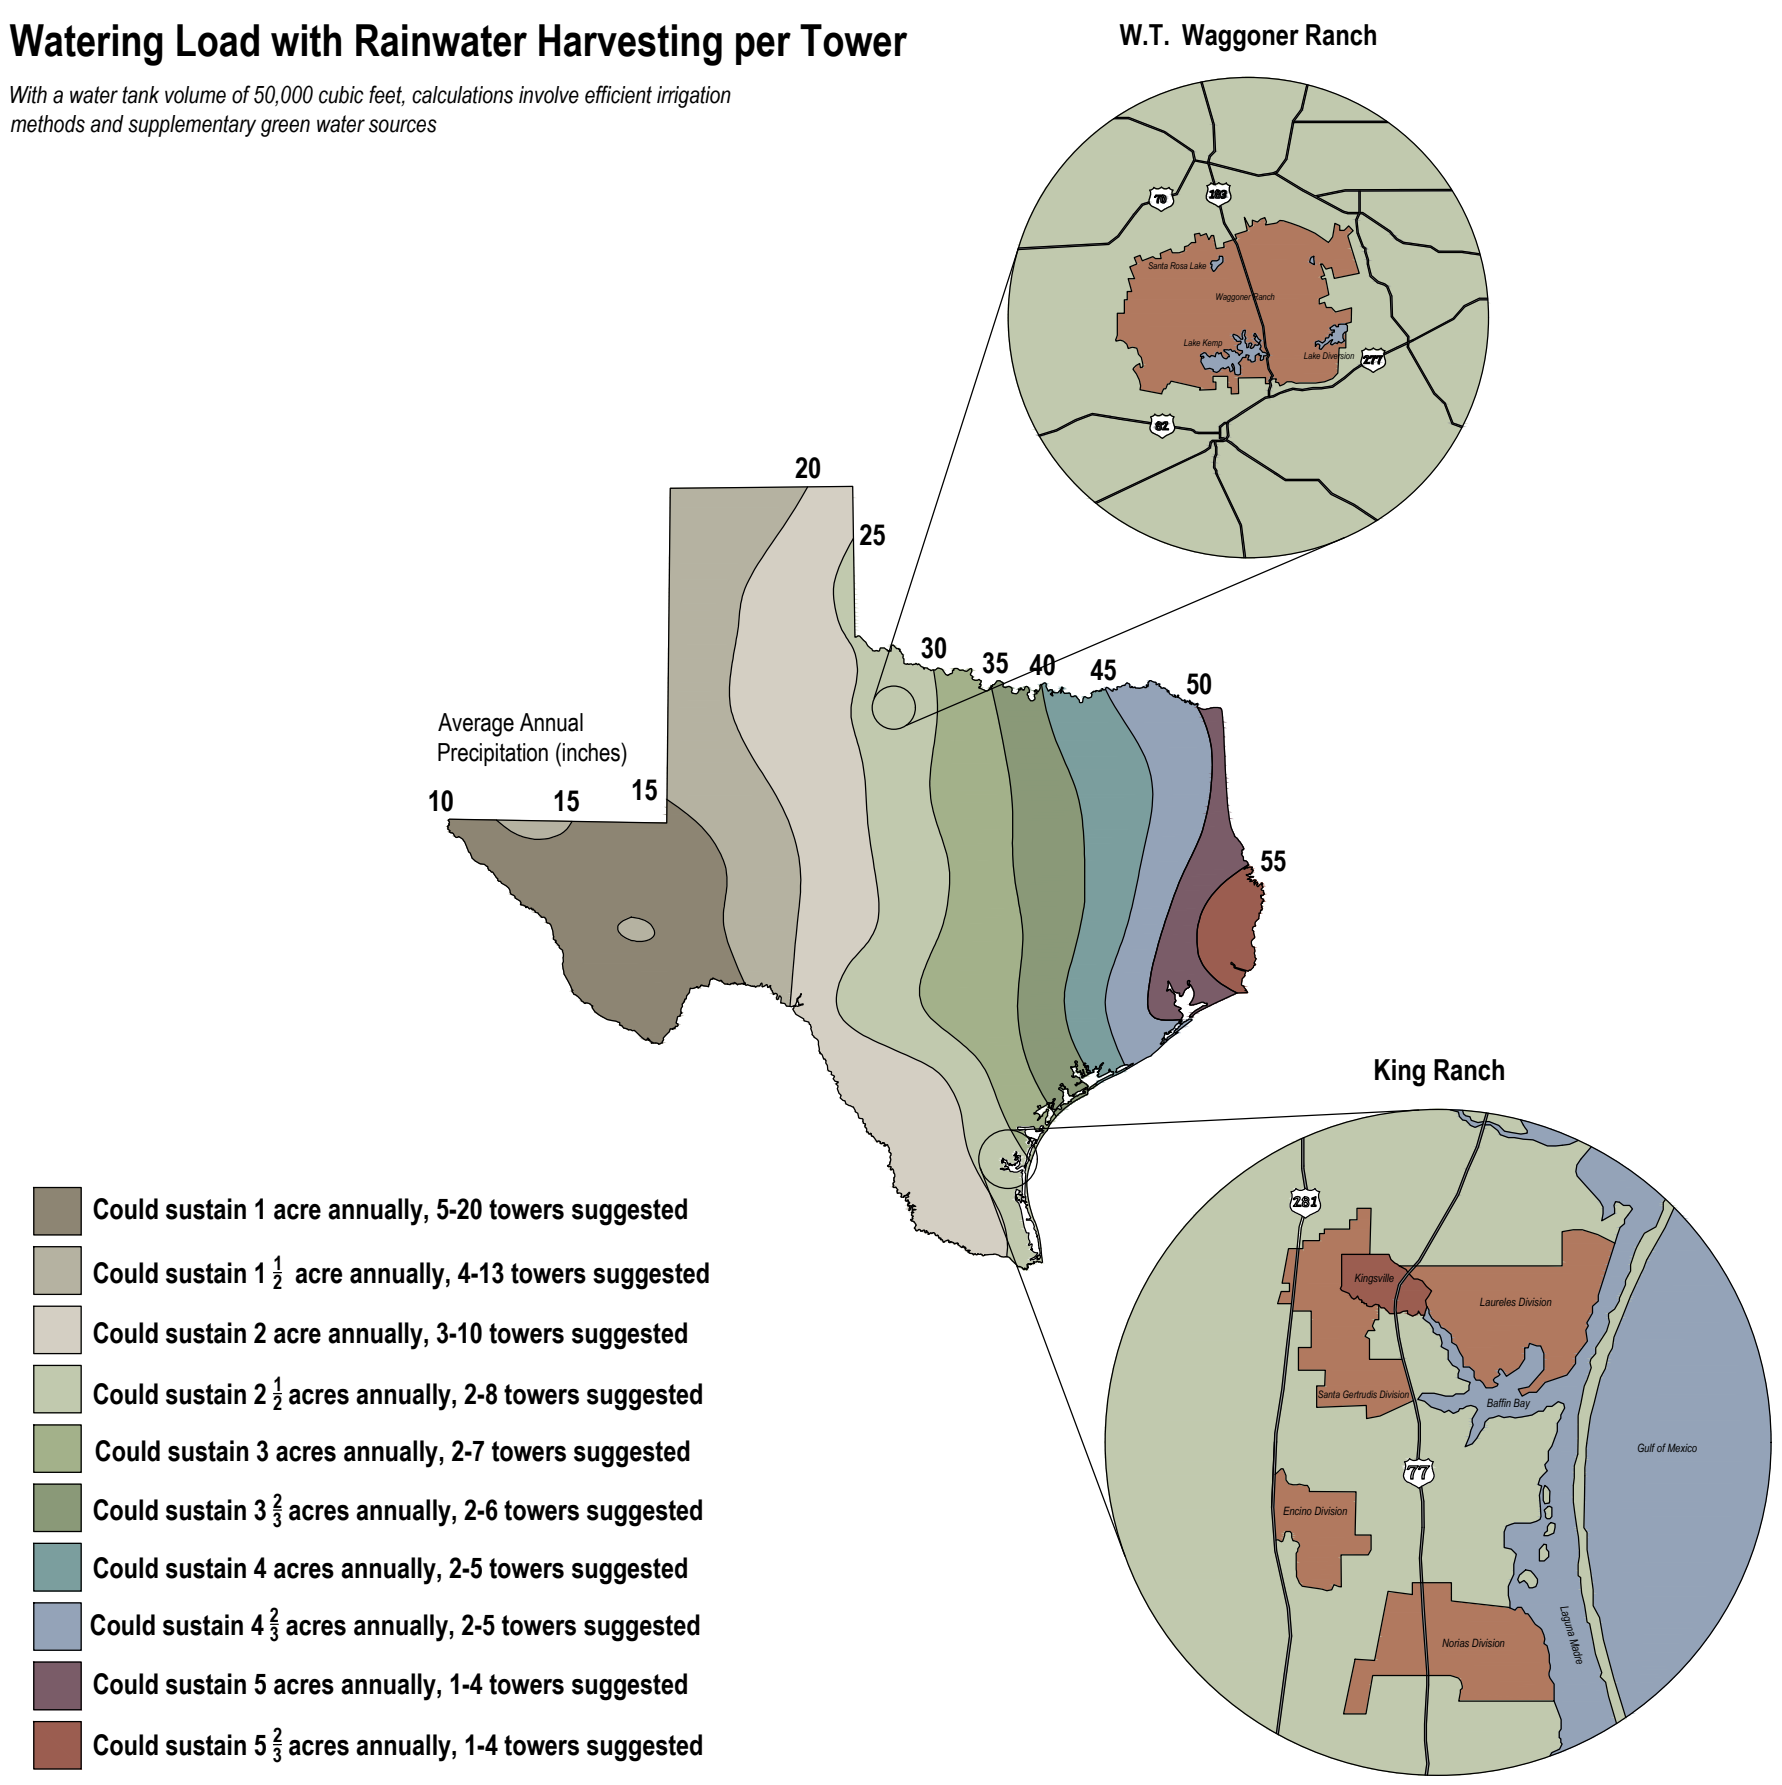 Watering Load with Rainwater Harvesting per Tower
With a water tank volume of 50,000 cubic feet, calculations involve efficient irrigation
methods and supplementary green water sources
W.T. Waggoner Ranch
70
183
Santa Rosa Lake
Waggoner Ranch
Lake Kemp
Lake Diversion
277
82
20
25
30
35
40
45
50
55
Average Annual
Precipitation (inches)
10
15
15
King Ranch
281
Kingsville
Laureles Division
Santa Gertrudis Division
Baffin Bay
Gulf of Mexico
77
Encino Division
Norias Division
Laguna Madre
Could sustain 1 acre annually, 5-20 towers suggested
Could sustain 1 1/2 acre annually, 4-13 towers suggested
Could sustain 2 acre annually, 3-10 towers suggested
Could sustain 2 1/2 acres annually, 2-8 towers suggested
Could sustain 3 acres annually, 2-7 towers suggested
Could sustain 3 2/3 acres annually, 2-6 towers suggested
Could sustain 4 acres annually, 2-5 towers suggested
Could sustain 4 2/3 acres annually, 2-5 towers suggested
Could sustain 5 acres annually, 1-4 towers suggested
Could sustain 5 2/3 acres annually, 1-4 towers suggested